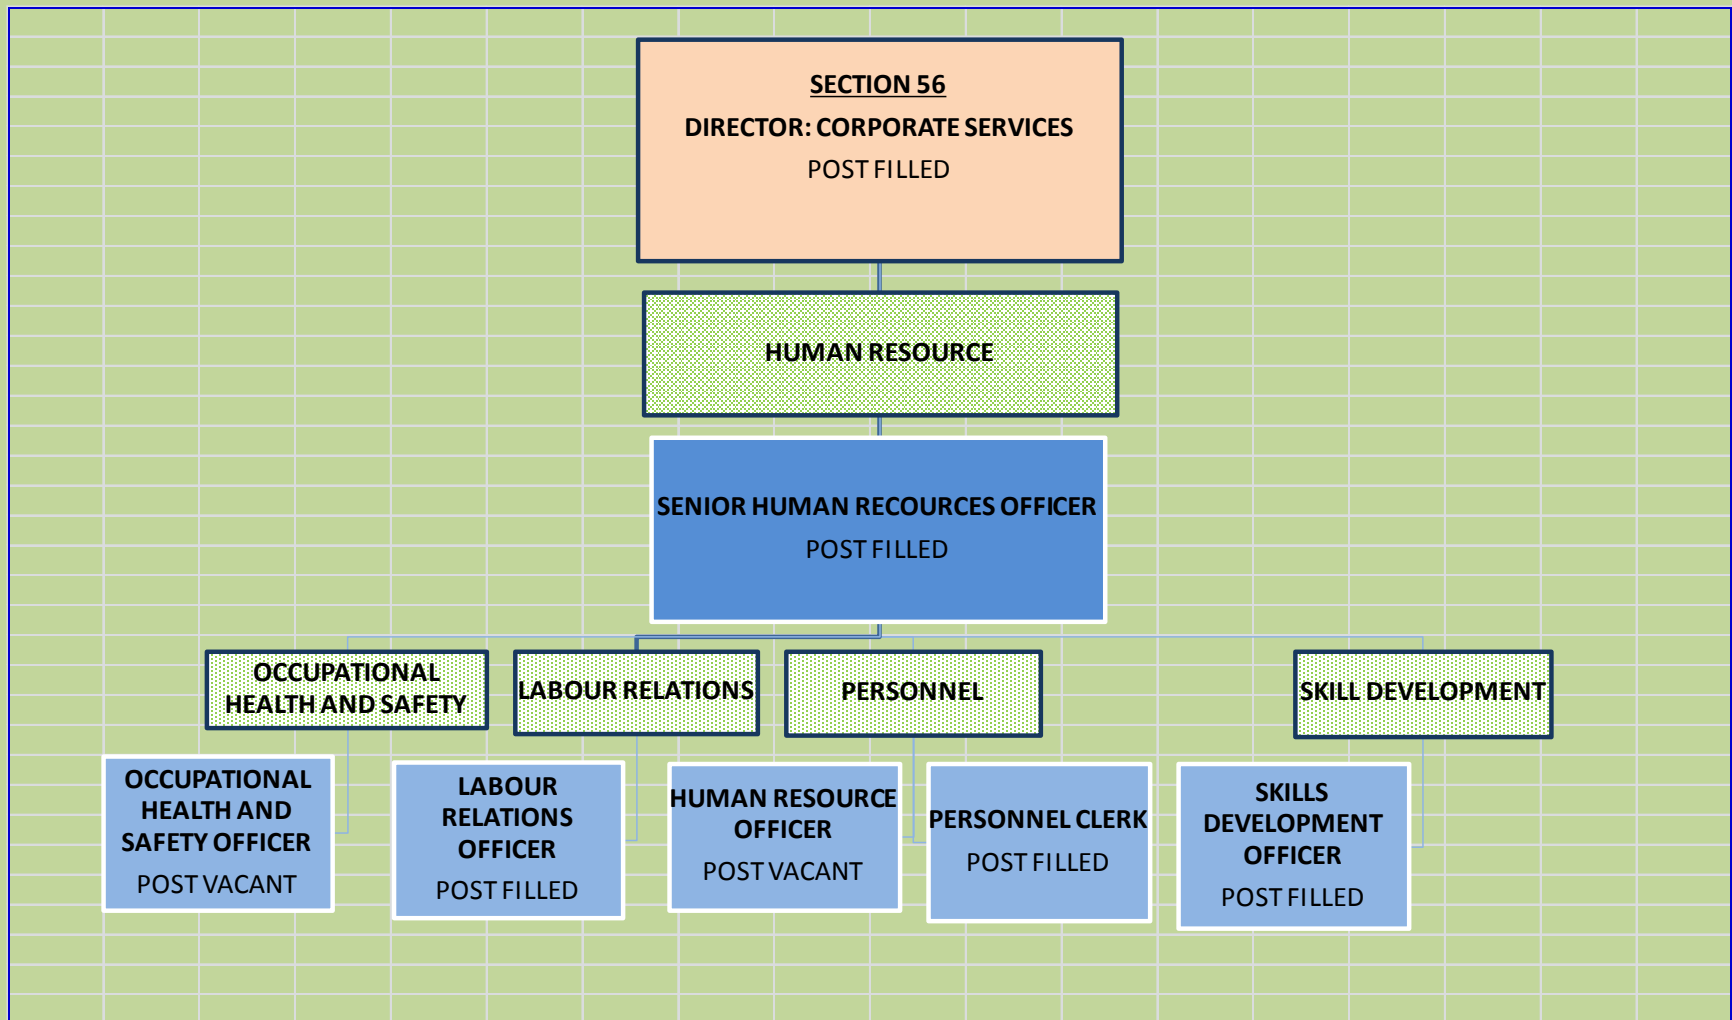 SECTION 56
DIRECTOR: CORPORATE SERVICES
POST FILLED
HUMAN RESOURCE
SENIOR HUMAN RECOURCES OFFICER
POST FILLED
OCCUPATIONAL
HEALTH AND SAFETY
LABOUR RELATIONS
PERSONNEL
SKILL DEVELOPMENT
OCCUPATIONAL
HEALTH AND
SAFETY OFFICER
POST VACANT
LABOUR
RELATIONS
OFFICER
POST FILLED
HUMAN RESOURCE
OFFICER
POST VACANT
PERSONNEL CLERK
POST FILLED
SKILLS
DEVELOPMENT
OFFICER
POST FILLED